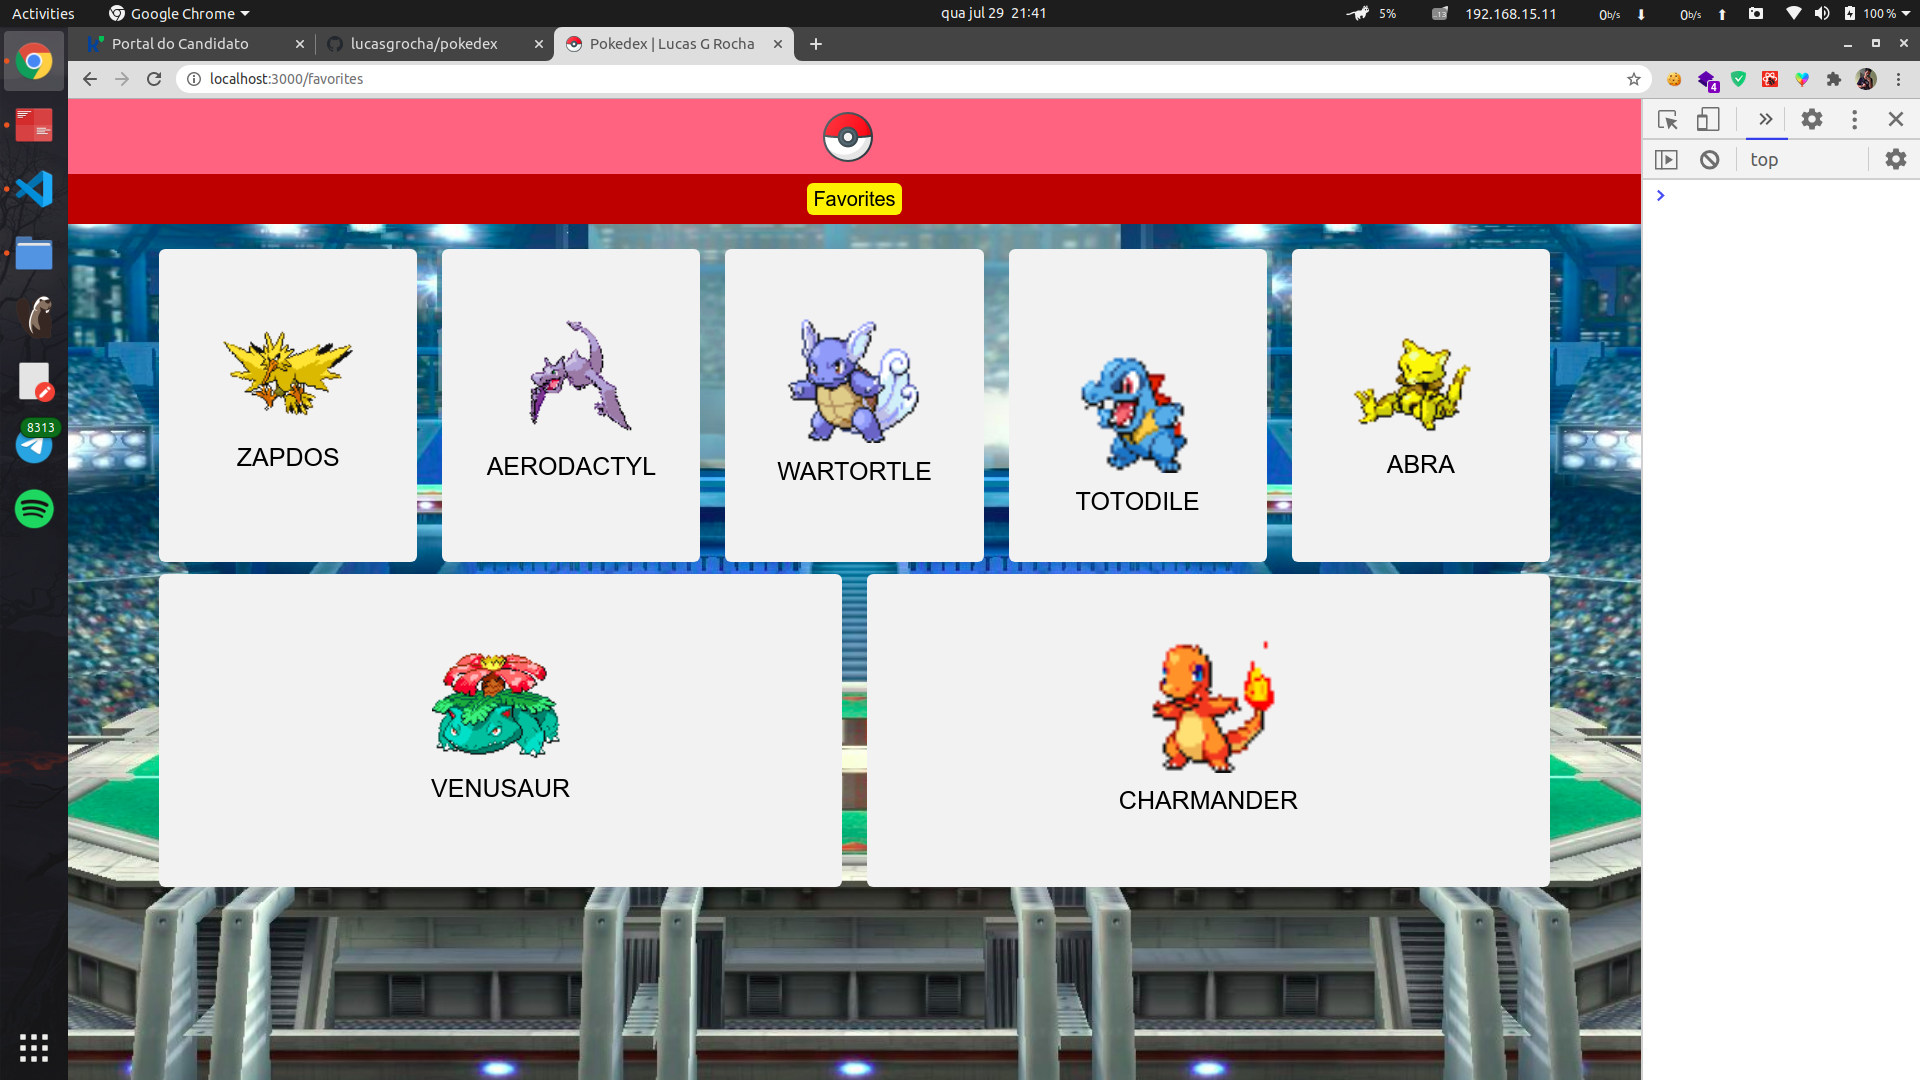 Activities
Google Chrome
qua jul 29 21:41
5%
.13
192.168.15.11
0b/s
0b/s
100 %
Portal do Candidato
lucasgrocha/pokedex
Pokedex | Lucas G Rocha
localhost:3000/favorites
4
top
Favorites
8313
ZAPDOS
AERODACTYL
WARTORTLE
TOTODILE
ABRA
VENUSAUR
CHARMANDER